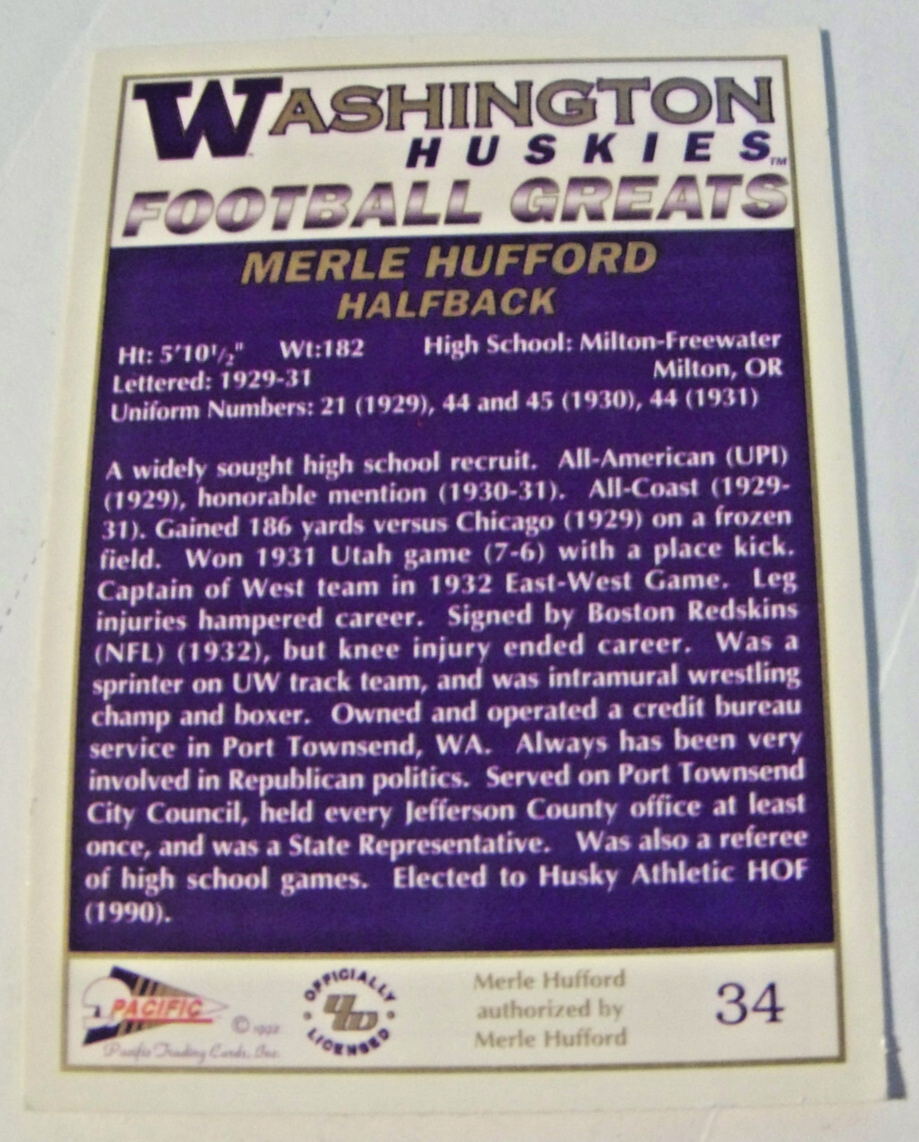 WASHINGTON
HUSKIES™
FOOTBALL GREATS
MERLE HUFFORD
HALFBACK
Ht: 5'10½" Wt:182 High School: Milton-Freewater
Lettered: 1929-31 Milton, OR
Uniform Numbers: 21 (1929), 44 and 45 (1930), 44 (1931)
A widely sought high school recruit. All-American (UPI)
(1929), honorable mention (1930-31). All-Coast (1929-
31). Gained 186 yards versus Chicago (1929) on a frozen
field. Won 1931 Utah game (7-6) with a place kick.
Captain of West team in 1932 East-West Game. Leg
injuries hampered career. Signed by Boston Redskins
(NFL) (1932), but knee injury ended career. Was a
sprinter on UW track team, and was intramural wrestling
champ and boxer. Owned and operated a credit bureau
service in Port Townsend, WA. Always has been very
involved in Republican politics. Served on Port Townsend
City Council, held every Jefferson County office at least
once, and was a State Representative. Was also a referee
of high school games. Elected to Husky Athletic HOF
(1990).
PACIFIC
© 1992
Pacific Trading Cards, Inc.
OFFICIALLY
UW
LICENSED
Merle Hufford
authorized by
Merle Hufford
34